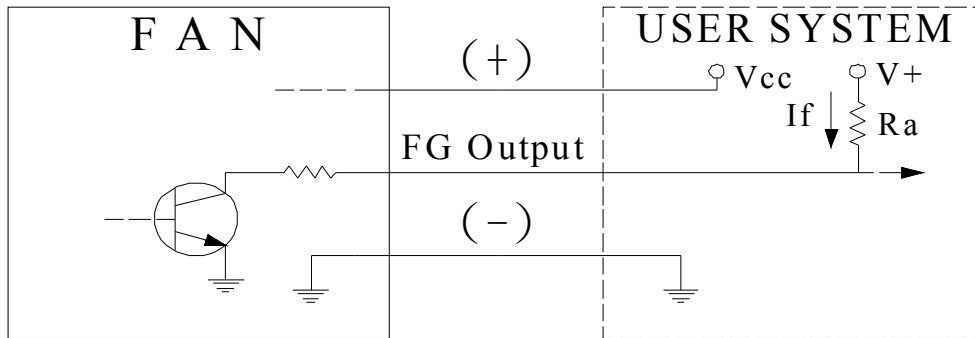 F A N
USER SYSTEM
(+)
Vcc
V+
If
Ra
FG Output
(-)